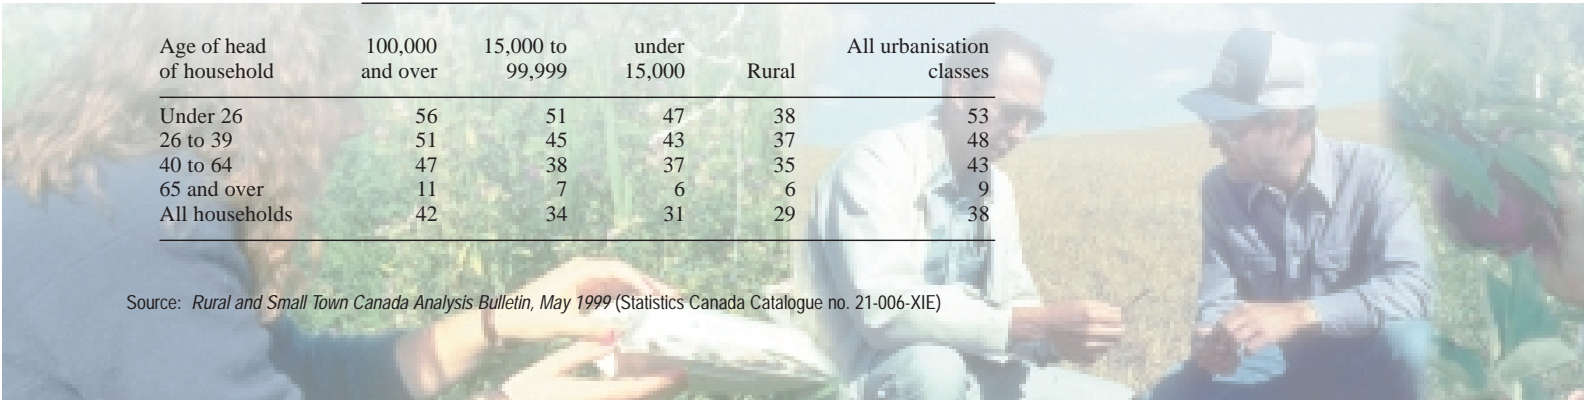 Age of head 100,000 15,000 to under All urbanisation
of household and over 99,999 15,000 Rural classes
Under 26 56 51 47 38 53
26 to 39 51 45 43 37 48
40 to 64 47 38 37 35 43
65 and over 11 7 6 6 9
All households 42 34 31 29 38
Source: Rural and Small Town Canada Analysis Bulletin, May 1999 (Statistics Canada Catalogue no. 21-006-XIE)